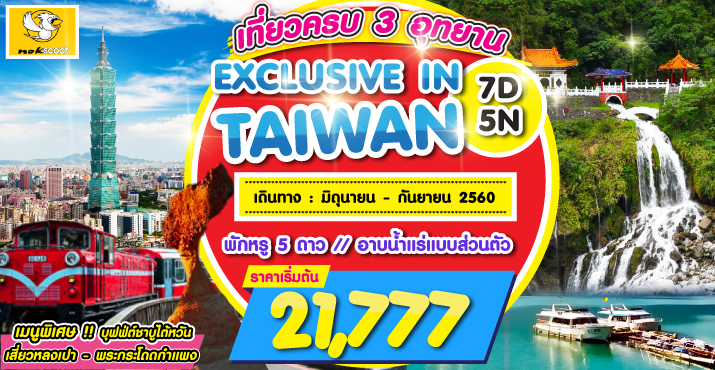 nokscoot
เที่ยวครบ 3 อุทยาน
EXCLUSIVE IN
TAIWAN
7D
5N
เดินทาง : มิถุนายน - กันยายน 2560
พักหรู 5 ดาว // อาบน้ำแร่แบบส่วนตัว
ราคาเริ่มต้น
21,777
เมนูพิเศษ !! บุฟฟ่ต์ชาบูไต้หวัน
เสี่ยวหลงเปา - พระกระโดดกำแพง